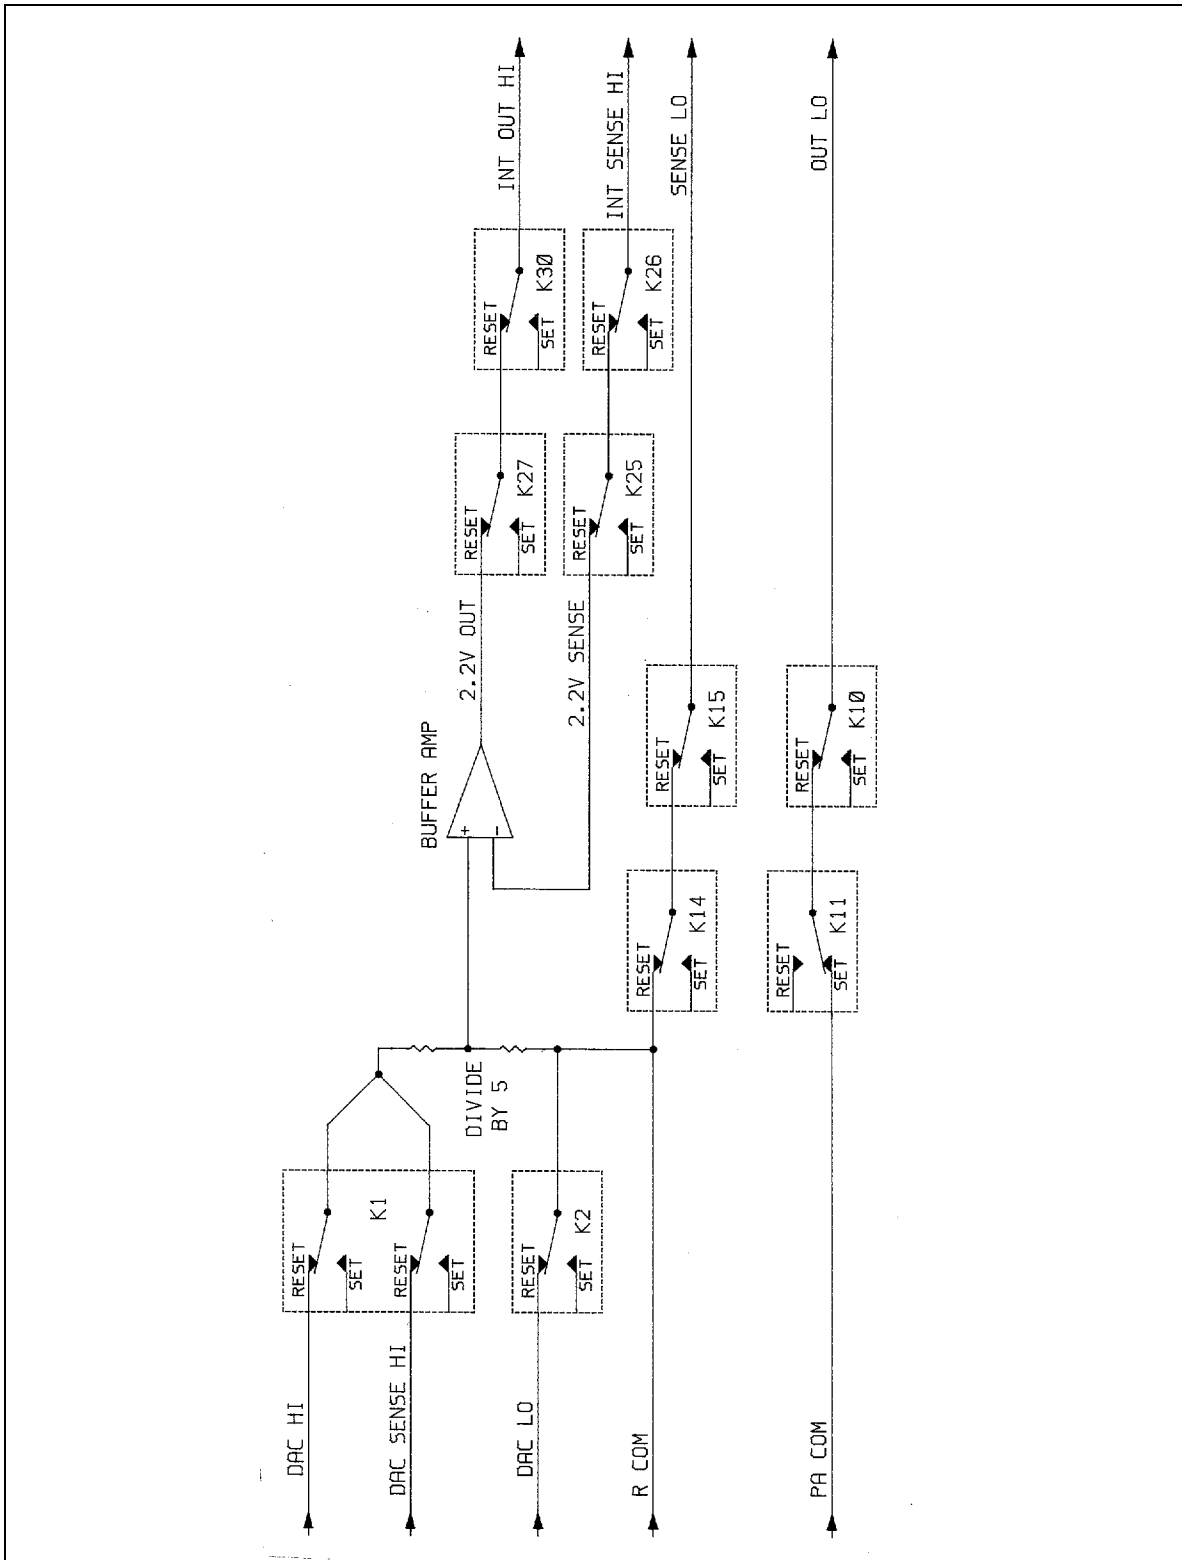 DAC HI
DAC SENSE HI
DAC LO
R COM
PA COM
RESET
SET
K1
RESET
SET
RESET
SET
K2
DIVIDE
BY 5
BUFFER AMP
+
−
2.2V OUT
2.2V SENSE
RESET
SET
K14
RESET
SET
K11
RESET
SET
K15
RESET
SET
K10
RESET
SET
K27
RESET
SET
K25
RESET
SET
K30
RESET
SET
K26
INT OUT HI
INT SENSE HI
SENSE LO
OUT LO